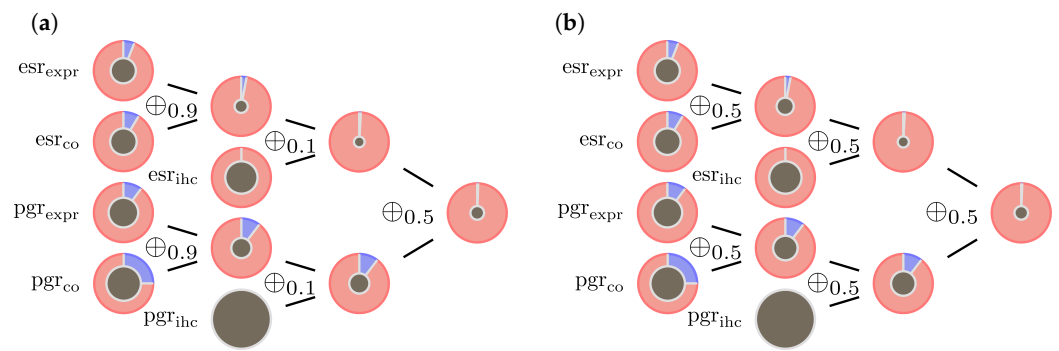 (a)
esr_expr
⊕0.9
esr_co
⊕0.1
esr_ihc
pgr_expr
⊕0.5
⊕0.9
pgr_co
⊕0.1
pgr_ihc
(b)
esr_expr
⊕0.5
esr_co
⊕0.5
esr_ihc
pgr_expr
⊕0.5
⊕0.5
pgr_co
⊕0.5
pgr_ihc